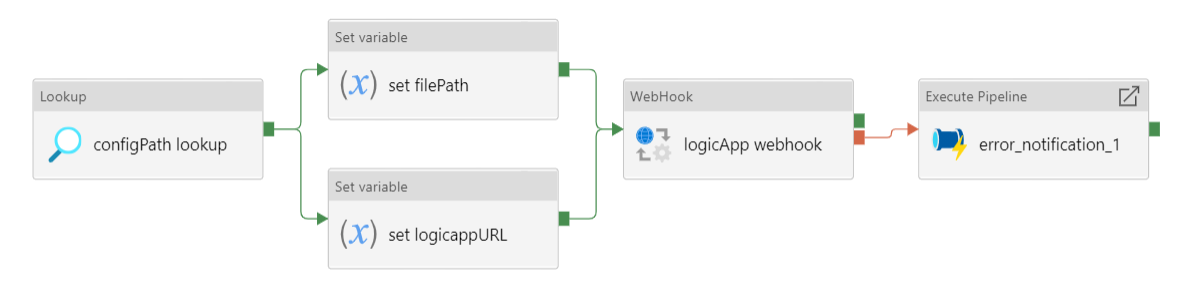 Lookup
configPath lookup
Set variable
(x) set filePath
Set variable
(x) set logicappURL
WebHook
logicApp webhook
Execute Pipeline
error_notification_1